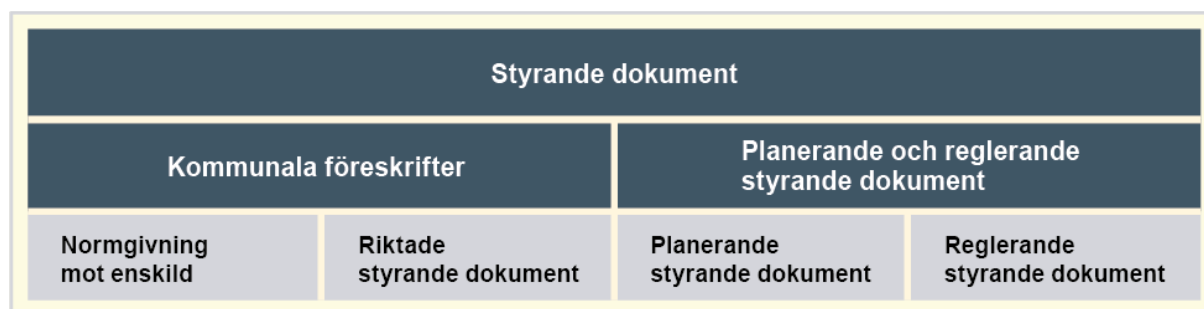 Styrande dokument
Kommunala föreskrifter
Planerande och reglerande
styrande dokument
Normgivning
mot enskild
Riktade
styrande dokument
Planerande
styrande dokument
Reglerande
styrande dokument